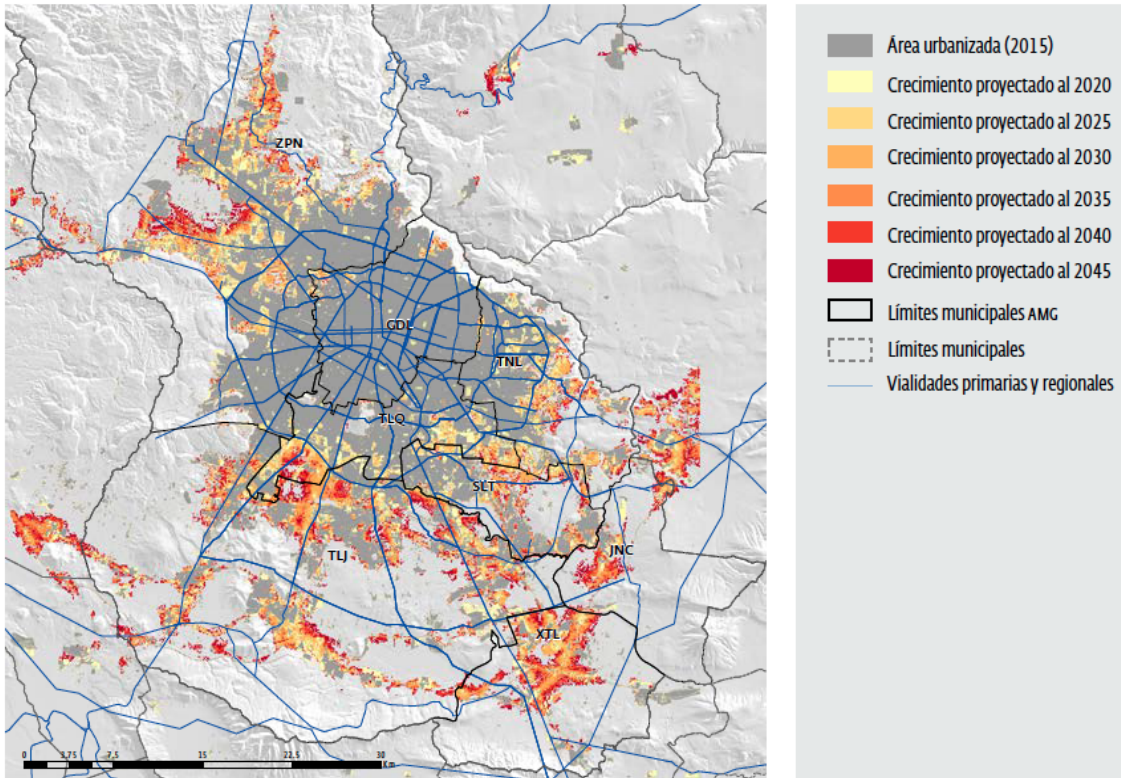 ZPN
GDL
TNL
TLQ
SLT
TLJ
JNC
XTL
0 3,75 7,5 15 22,5 30
Km
Área urbanizada (2015)
Crecimiento proyectado al 2020
Crecimiento proyectado al 2025
Crecimiento proyectado al 2030
Crecimiento proyectado al 2035
Crecimiento proyectado al 2040
Crecimiento proyectado al 2045
Límites municipales AMG
Límites municipales
Vialidades primarias y regionales